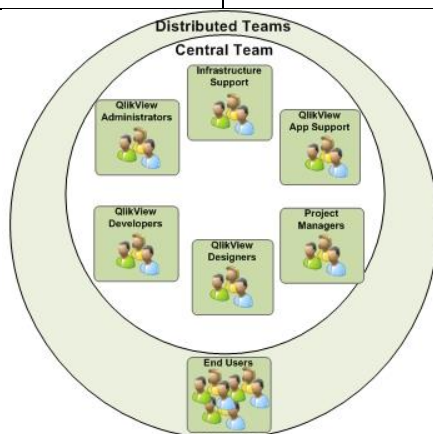 Distributed Teams
Central Team
Infrastructure
Support
QlikView
Administrators
QlikView
App Support
QlikView
Developers
Project
Managers
QlikView
Designers
End Users